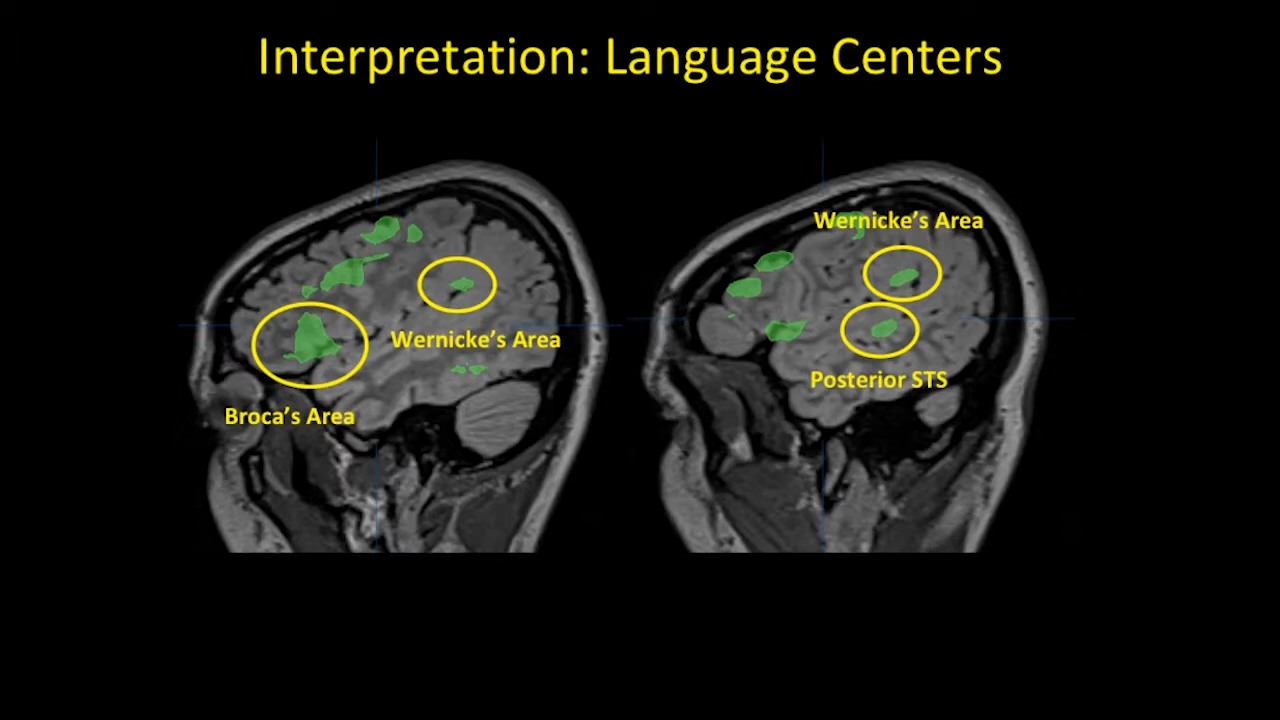 Interpretation: Language Centers
Wernicke's Area
Broca's Area
Wernicke's Area
Posterior STS